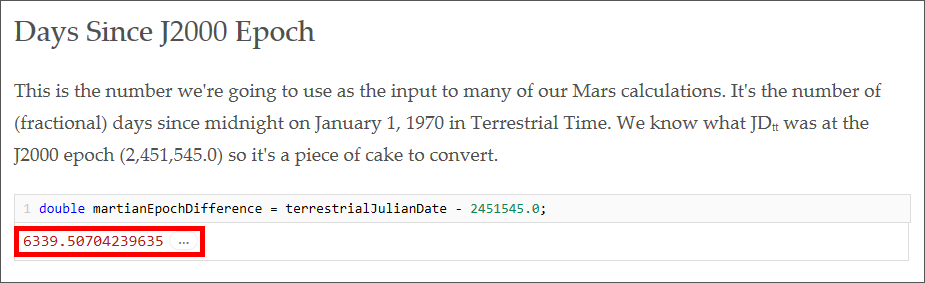 Days Since J2000 Epoch
This is the number we're going to use as the input to many of our Mars calculations. It's the number of
(fractional) days since midnight on January 1, 1970 in Terrestrial Time. We know what JDtt was at the
J2000 epoch (2,451,545.0) so it's a piece of cake to convert.
1 double martianEpochDifference = terrestrialJulianDate - 2451545.0;
6339.50704239635 ...